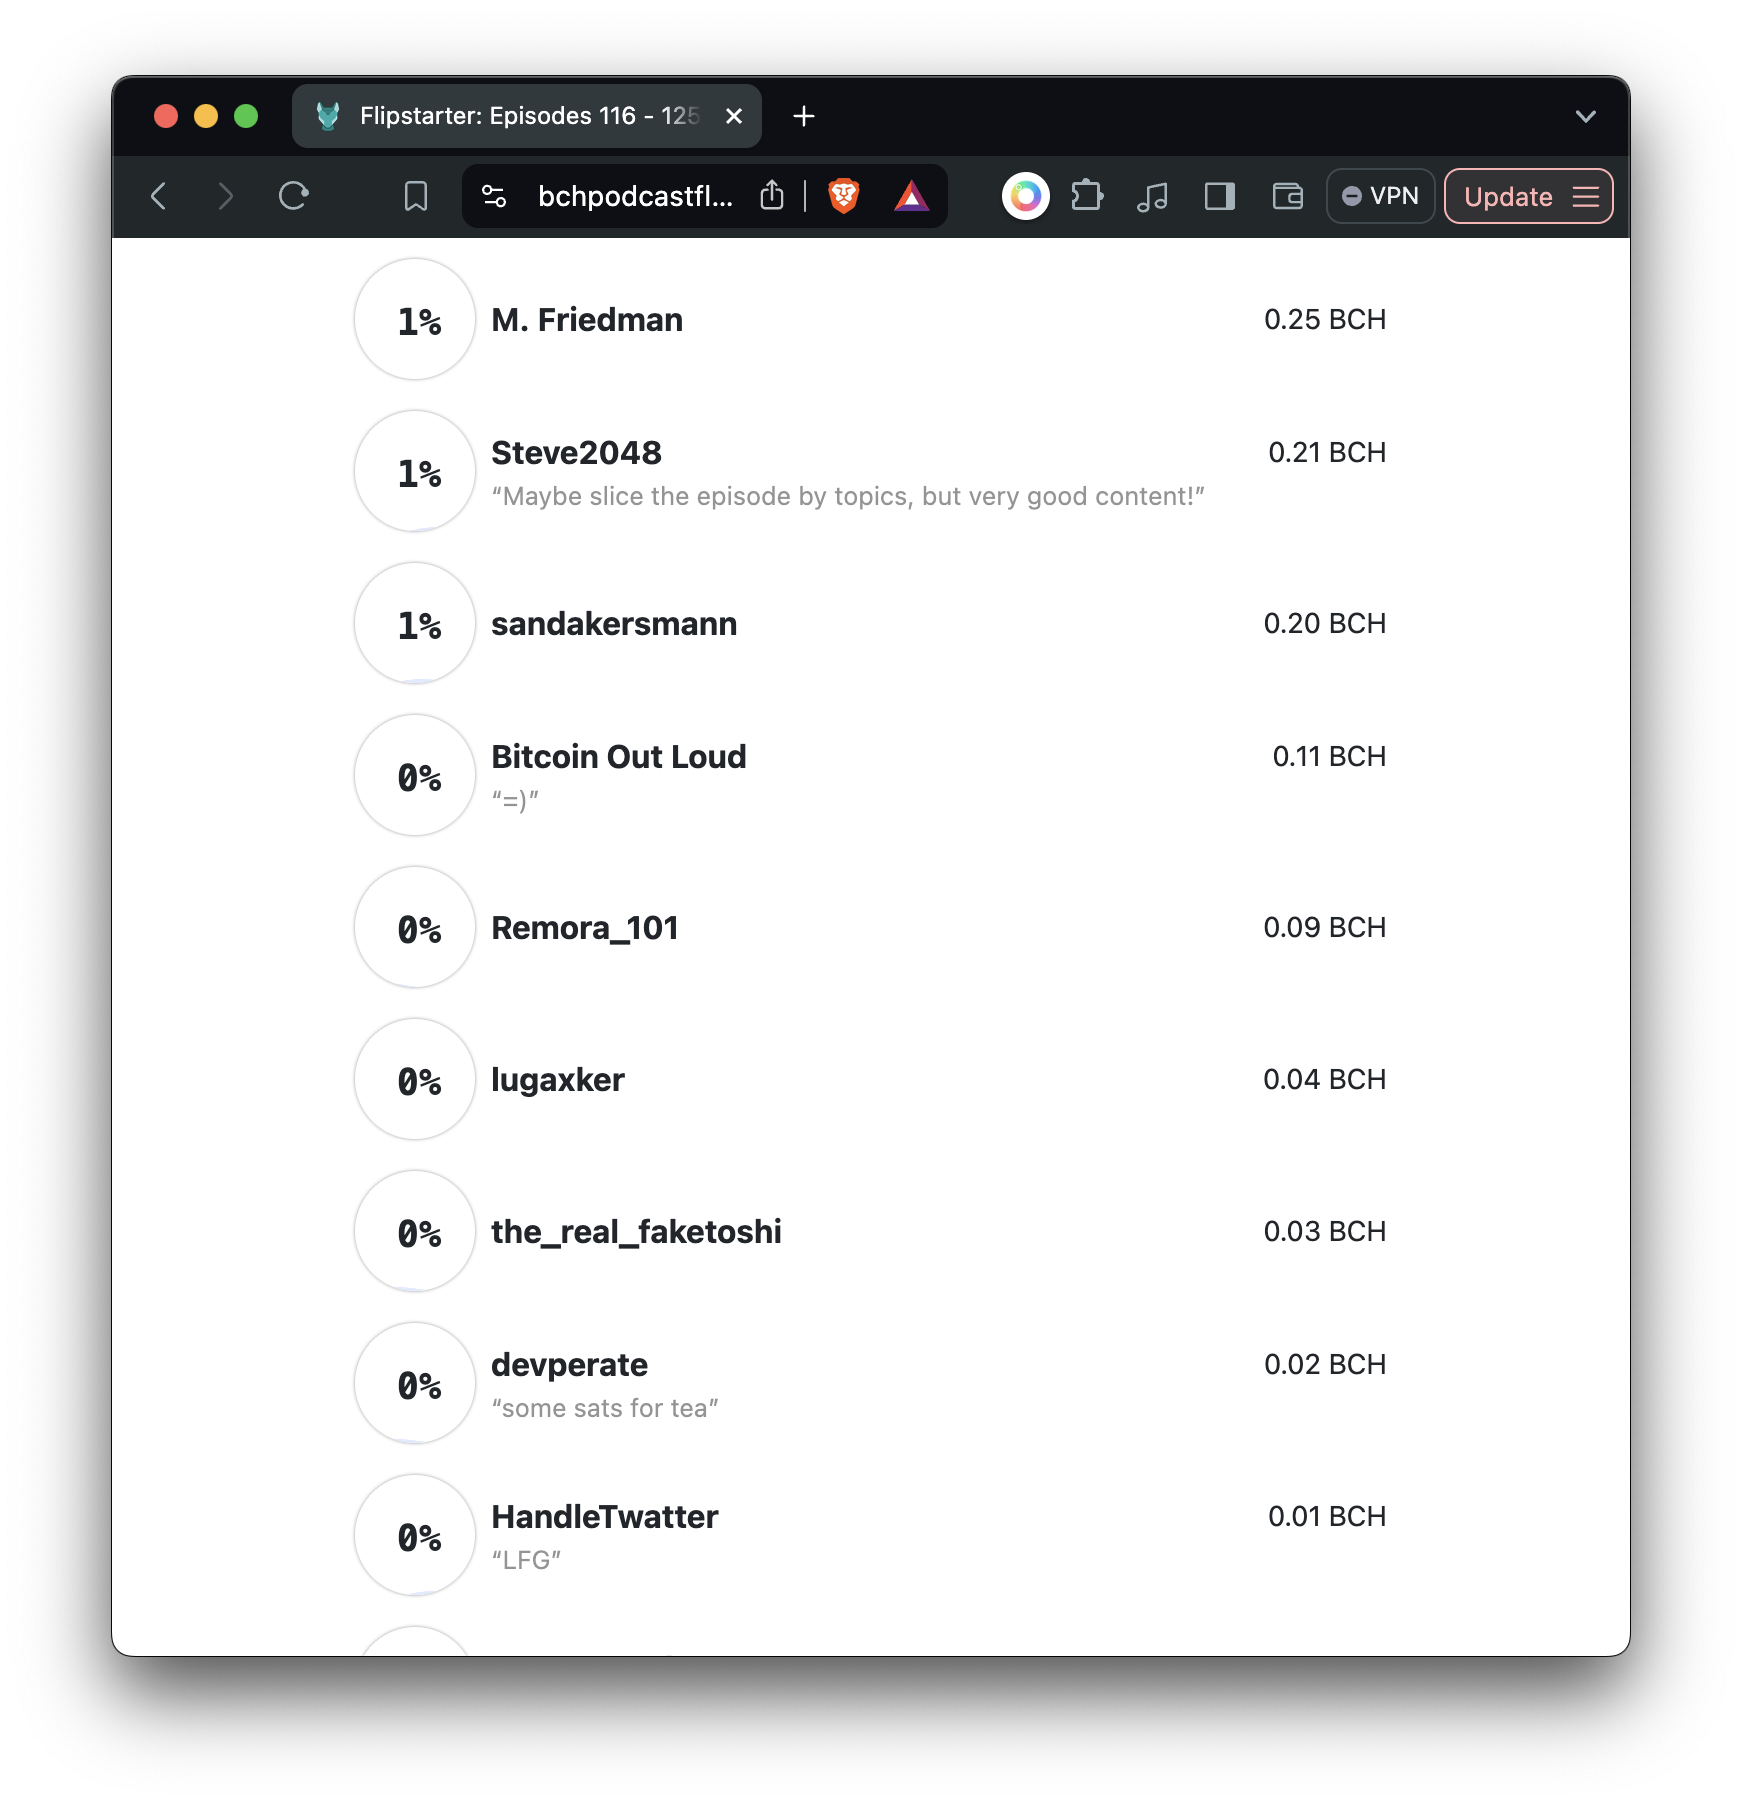 Flipstarter: Episodes 116 - 125
bchpodcastfl...
VPN
Update
1%
M. Friedman
0.25 BCH
1%
Steve2048
0.21 BCH
“Maybe slice the episode by topics, but very good content!”
1%
sandakersmann
0.20 BCH
0%
Bitcoin Out Loud
0.11 BCH
“=)”
0%
Remora_101
0.09 BCH
0%
lugaxker
0.04 BCH
0%
the_real_faketoshi
0.03 BCH
0%
devperate
0.02 BCH
“some sats for tea”
0%
HandleTwatter
0.01 BCH
“LFG”